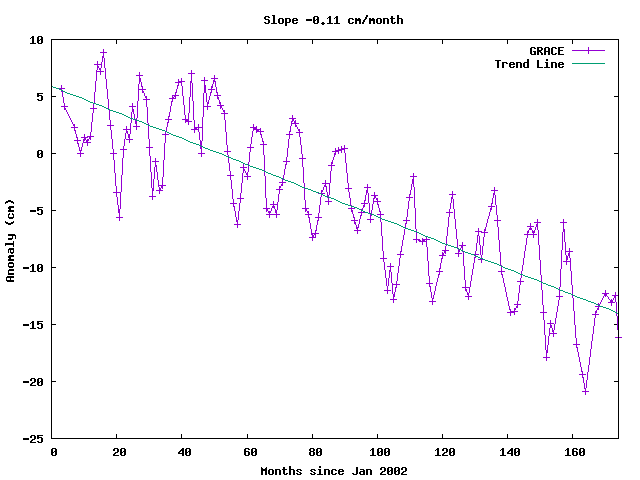 Slope -0.11 cm/month
GRACE
Trend Line
10
5
0
-5
-10
-15
-20
-25
Anomaly (cm)
0 20 40 60 80 100 120 140 160
Months since Jan 2002